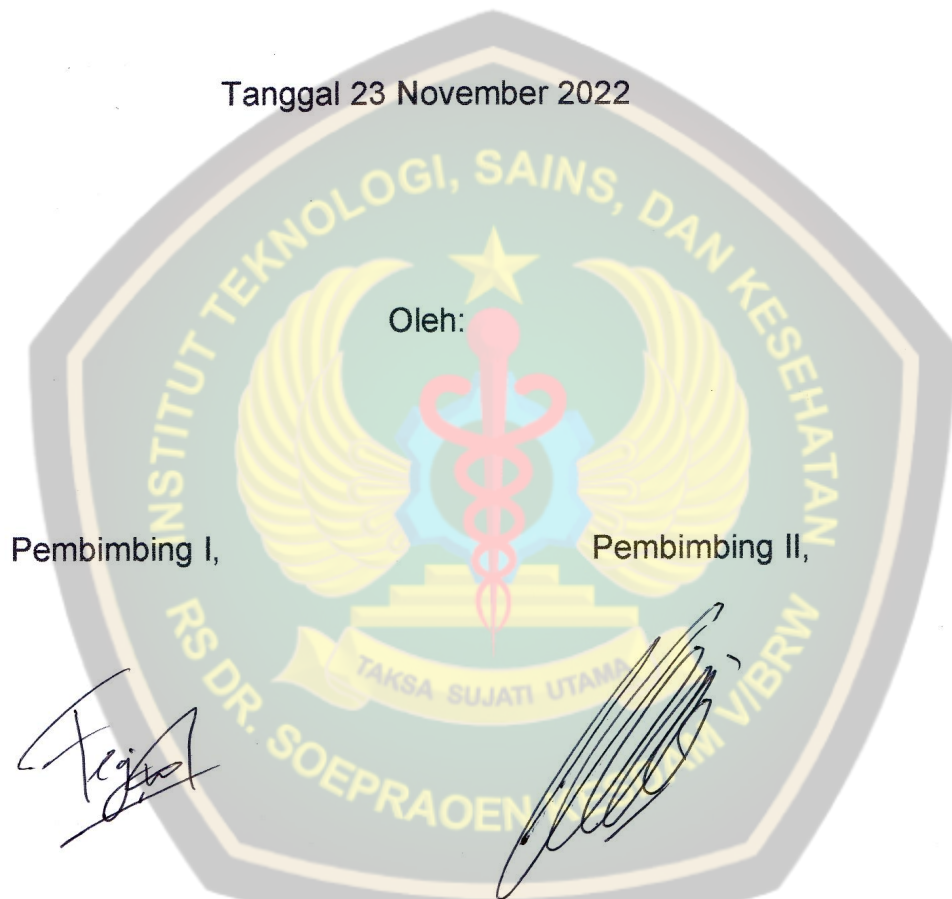 Tanggal 23 November 2022
INSTITUT TEKNOLOGI, SAINS, DAN KESEHATAN
Oleh:
Pembimbing I,
Pembimbing II,
TAKSA SUJATI UTAMA
RS DR. SOEPRAOEN KESDAM V/BRW